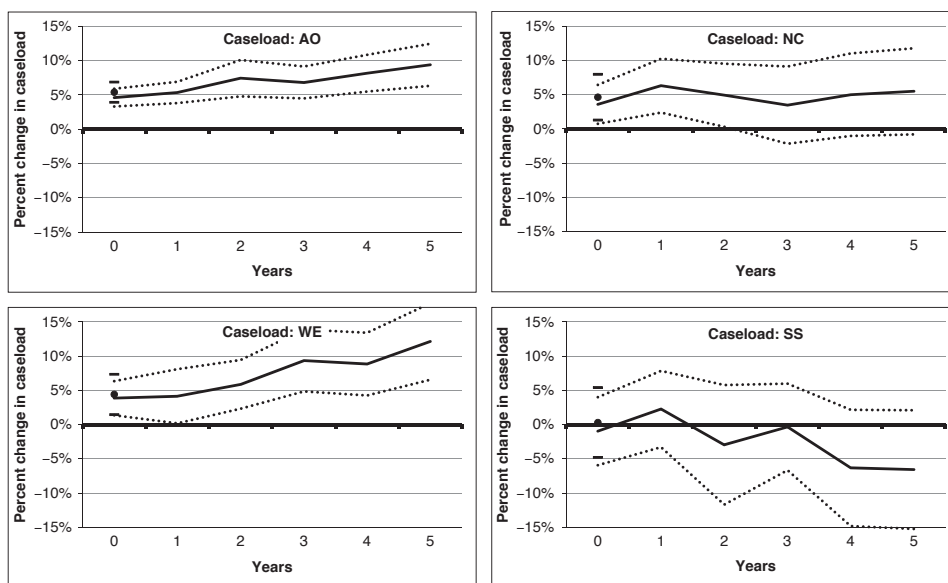 Caseload: AO
Percent change in caseload
15%
10%
5%
0%
−5%
−10%
−15%
0 1 2 3 4 5
Years
Caseload: NC
Percent change in caseload
15%
10%
5%
0%
−5%
−10%
−15%
0 1 2 3 4 5
Years
Caseload: WE
Percent change in caseload
15%
10%
5%
0%
−5%
−10%
−15%
0 1 2 3 4 5
Years
Caseload: SS
Percent change in caseload
15%
10%
5%
0%
−5%
−10%
−15%
0 1 2 3 4 5
Years